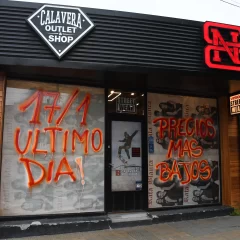 CALAVERA
OUTLET
SHOP
17/1
ULTIMO
DIA!
PRECIOS
MAS
BAJOS